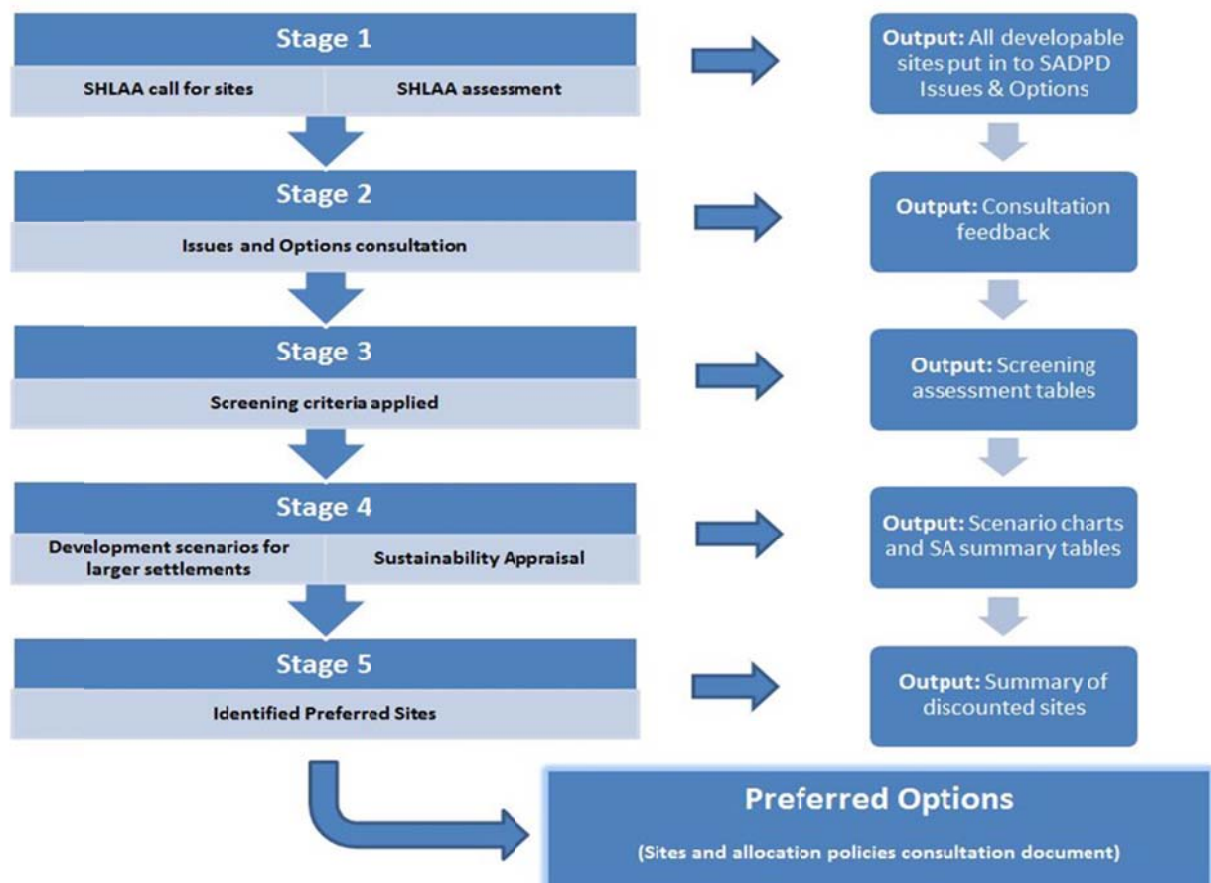 Stage 1
SHLAA call for sites
SHLAA assessment
Output: All developable
sites put in to SADPD
Issues & Options
Stage 2
Issues and Options consultation
Output: Consultation
feedback
Stage 3
Screening criteria applied
Output: Screening
assessment tables
Stage 4
Development scenarios for
larger settlements
Sustainability Appraisal
Output: Scenario charts
and SA summary tables
Stage 5
Identified Preferred Sites
Output: Summary of
discounted sites
Preferred Options
(Sites and allocation policies consultation document)